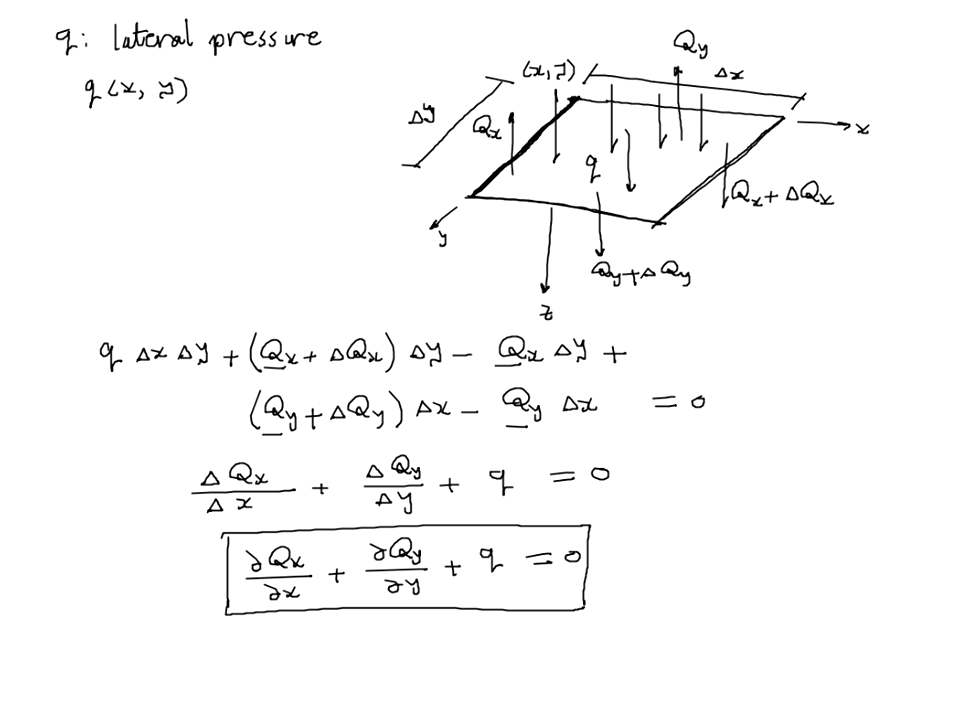 q: lateral pressure
q(x, y)
Qy
(x, y)
Δx
Δy
Qx
x
q
Qx + ΔQx
y
Qy + ΔQy
z
q Δx Δy + (Qx + ΔQx) Δy − Qx Δy +
(Qy + ΔQy) Δx − Qy Δx = 0
ΔQx/Δx + ΔQy/Δy + q = 0
∂Qx/∂x + ∂Qy/∂y + q = 0